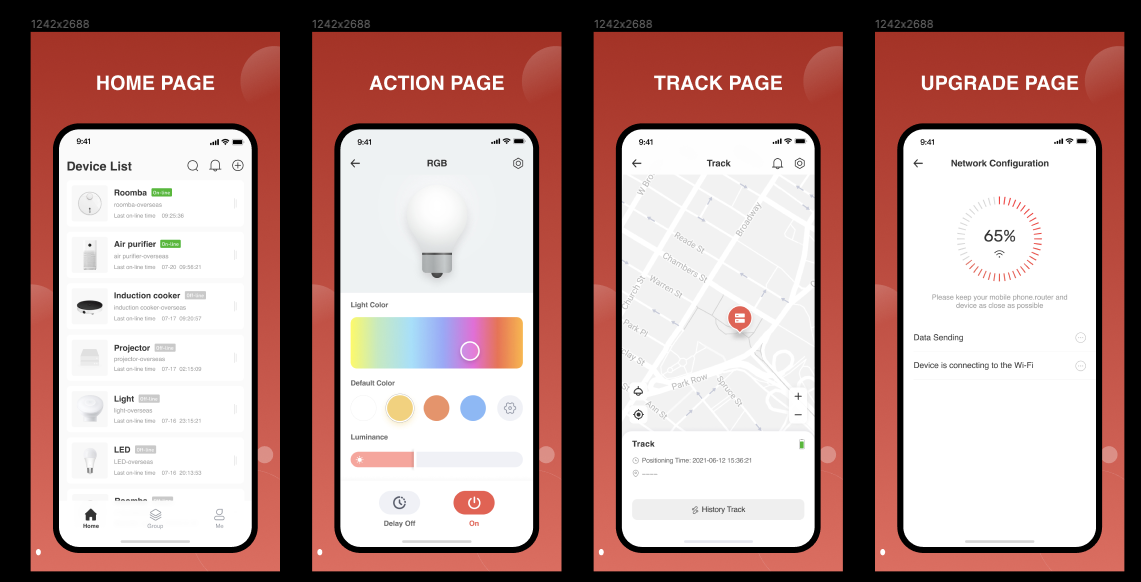 1242x2688
HOME PAGE
9:41
Device List
Roomba On-line
roomba-overseas
Last on-line time 09:25:38
Air purifier On-line
air purifier-overseas
Last on-line time 07-20 09:56:21
Induction cooker Off-line
induction cooker-overseas
Last on-line time 07-17 09:20:57
Projector Off-line
projector-overseas
Last on-line time 07-17 02:15:09
Light Off-line
light-overseas
Last on-line time 07-16 23:15:21
LED Off-line
LED-overseas
Last on-line time 07-16 20:13:53
Roomba Off-line
Home
Group
Me
1242x2688
ACTION PAGE
9:41
RGB
Light Color
Default Color
Luminance
Delay Off
On
1242x2688
TRACK PAGE
9:41
Track
W Bro
Broadway
Reade St
Chambers St
Church St
Warren St
Park Pl
clay St
Park Row
Spruce St
Ann St
St
Track
Positioning Time: 2021-06-12 15:36:21
----
History Track
1242x2688
UPGRADE PAGE
9:41
Network Configuration
65%
Please keep your mobile phone.router and
device as close as possible
Data Sending
Device is connecting to the Wi-Fi